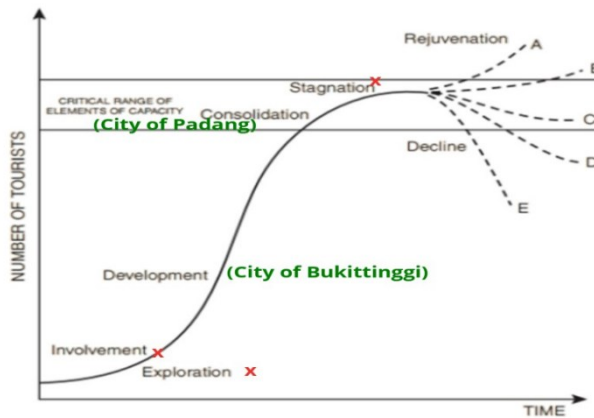 Rejuvenation
A
B
Stagnation
CRITICAL RANGE OF
ELEMENTS OF CAPACITY
Consolidation
(City of Padang)
C
Decline
D
E
NUMBER OF TOURISTS
Development
(City of Bukittinggi)
Involvement
x
Exploration
x
x
TIME